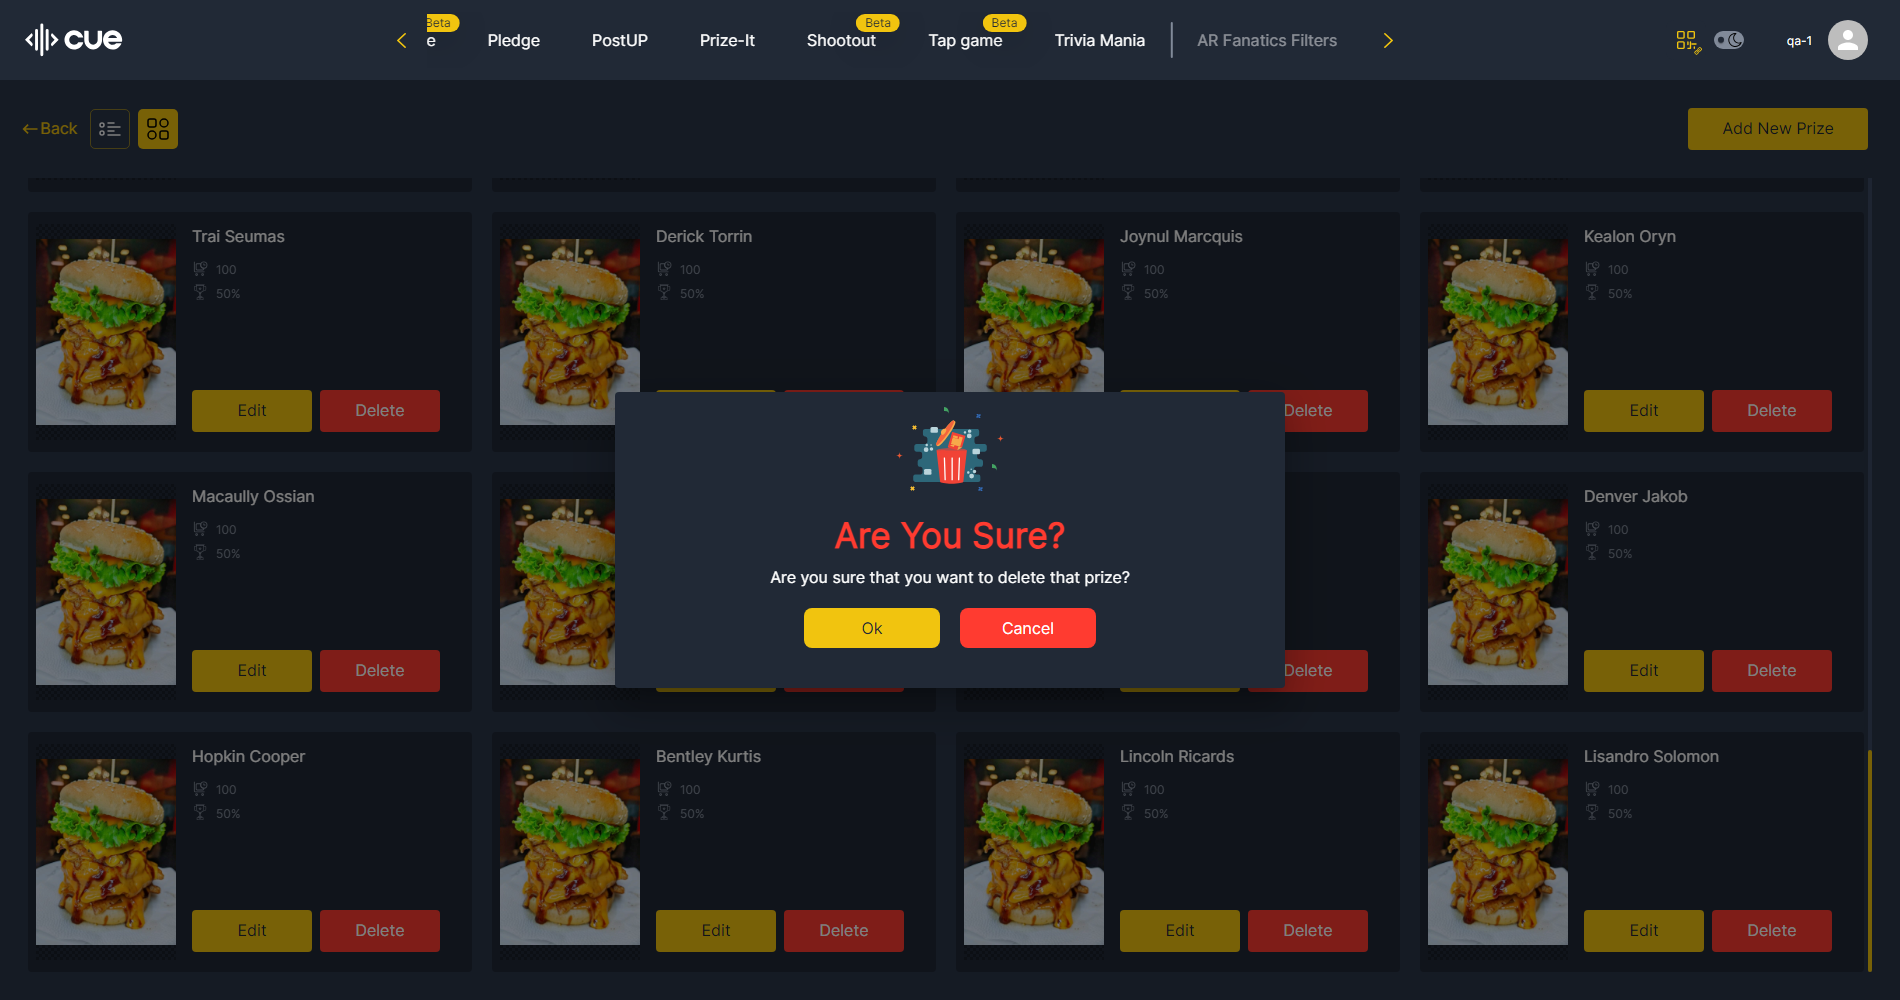 cue
Beta
e
Pledge
PostUP
Prize-It
Beta
Shootout
Beta
Tap game
Trivia Mania
AR Fanatics Filters
qa-1
Back
Add New Prize
Trai Seumas
100
50%
Edit
Delete
Derick Torrin
100
50%
Joynul Marcquis
100
50%
Delete
Kealon Oryn
100
50%
Edit
Delete
Are You Sure?
Are you sure that you want to delete that prize?
Ok
Cancel
Macaully Ossian
100
50%
Edit
Delete
Delete
Denver Jakob
100
50%
Edit
Delete
Hopkin Cooper
100
50%
Edit
Delete
Bentley Kurtis
100
50%
Edit
Delete
Lincoln Ricards
100
50%
Edit
Delete
Lisandro Solomon
100
50%
Edit
Delete